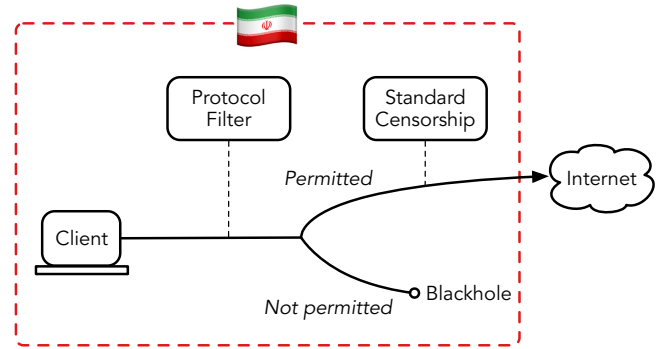 Protocol
Filter
Standard
Censorship
Permitted
Internet
Client
Not permitted
Blackhole